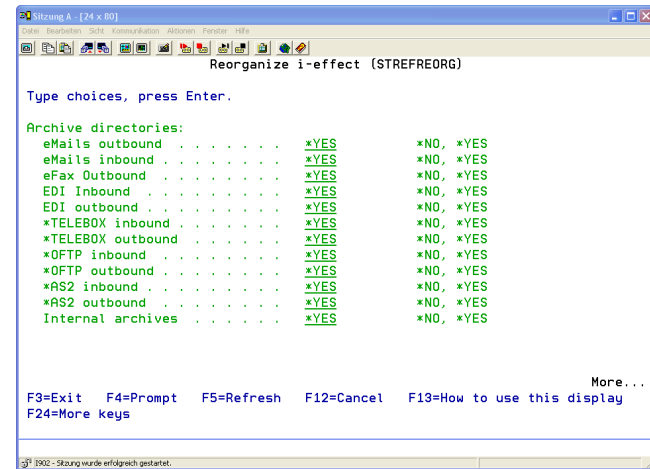 Sitzung A - [24 x 80]
Datei Bearbeiten Sicht Kommunikation Aktionen Fenster Hilfe
Reorganize i-effect (STREFREORG)
Type choices, press Enter.
Archive directories:
eMails outbound . . . . . . . *YES *NO, *YES
eMails inbound . . . . . . . . *YES *NO, *YES
eFax Outbound . . . . . . . . *YES *NO, *YES
EDI Inbound . . . . . . . . . *YES *NO, *YES
EDI outbound . . . . . . . . . *YES *NO, *YES
*TELEBOX inbound . . . . . . . *YES *NO, *YES
*TELEBOX outbound . . . . . . *YES *NO, *YES
*OFTP inbound . . . . . . . . *YES *NO, *YES
*OFTP outbound . . . . . . . . *YES *NO, *YES
*AS2 inbound . . . . . . . . . *YES *NO, *YES
*AS2 outbound . . . . . . . . *YES *NO, *YES
Internal archives . . . . . . *YES *NO, *YES
More...
F3=Exit F4=Prompt F5=Refresh F12=Cancel F13=How to use this display
F24=More keys
I902 - Sitzung wurde erfolgreich gestartet.